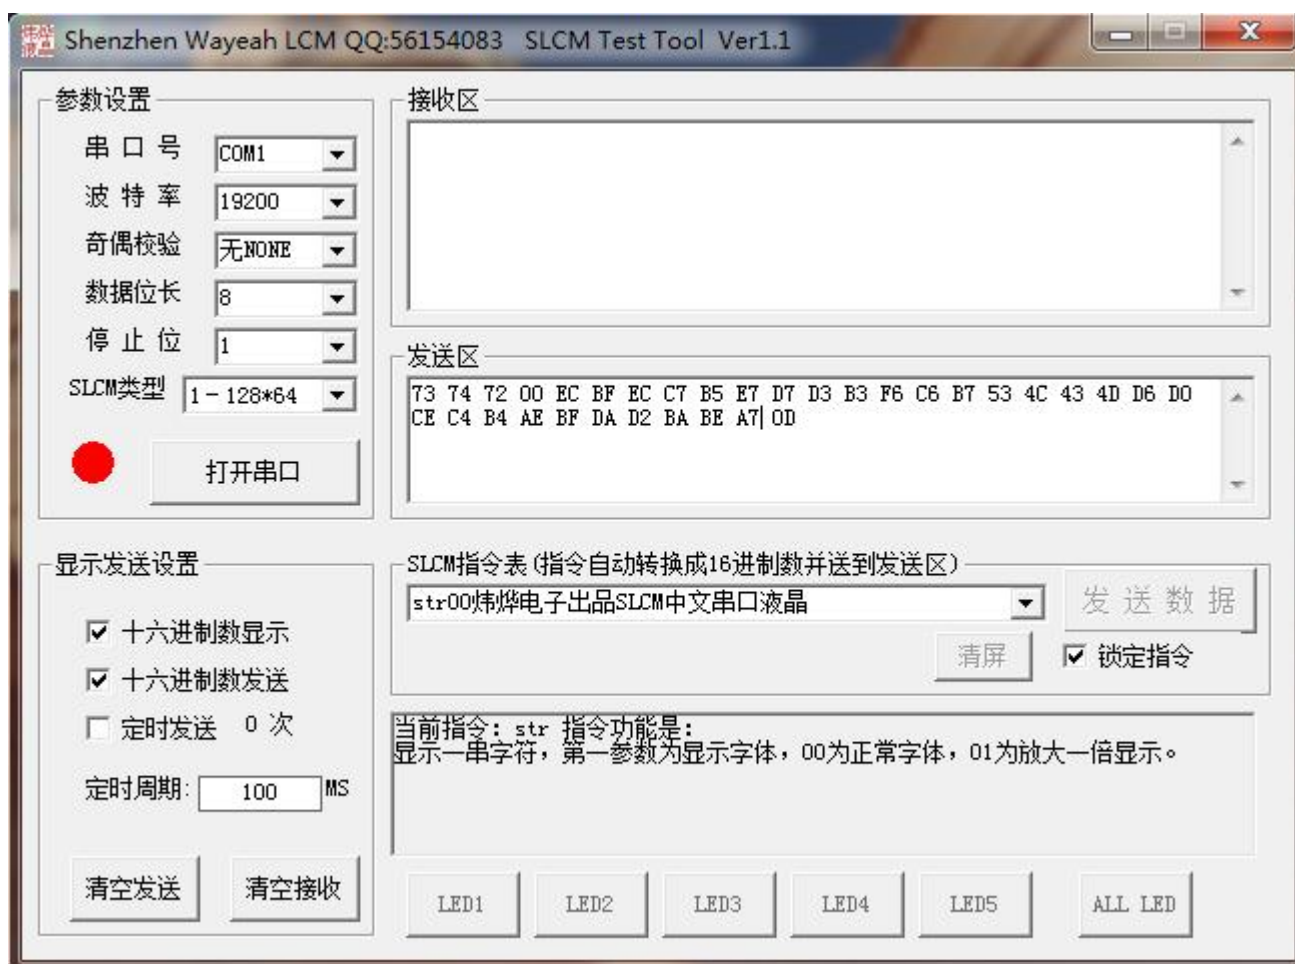 Shenzhen Wayeah LCM QQ:56154083 SLCM Test Tool Ver1.1
参数设置
串 口 号 COM1
波 特 率 19200
奇偶校验 无NONE
数据位长 8
停 止 位 1
SLCM类型 1－128*64
打开串口
接收区
发送区
73 74 72 00 EC BF EC C7 B5 E7 D7 D3 B3 F6 C6 B7 53 4C 43 4D D6 D0
CE C4 B4 AE BF DA D2 BA BE A7 0D
显示发送设置
十六进制数显示
十六进制数发送
定时发送 0 次
定时周期: 100 MS
清空发送 清空接收
SLCM指令表(指令自动转换成16进制数并送到发送区)
str00炜烨电子出品SLCM中文串口液晶
发 送 数 据
清屏
锁定指令
当前指令: str 指令功能是:
显示一串字符，第一参数为显示字体，00为正常字体，01为放大一倍显示。
LED1 LED2 LED3 LED4 LED5 ALL LED